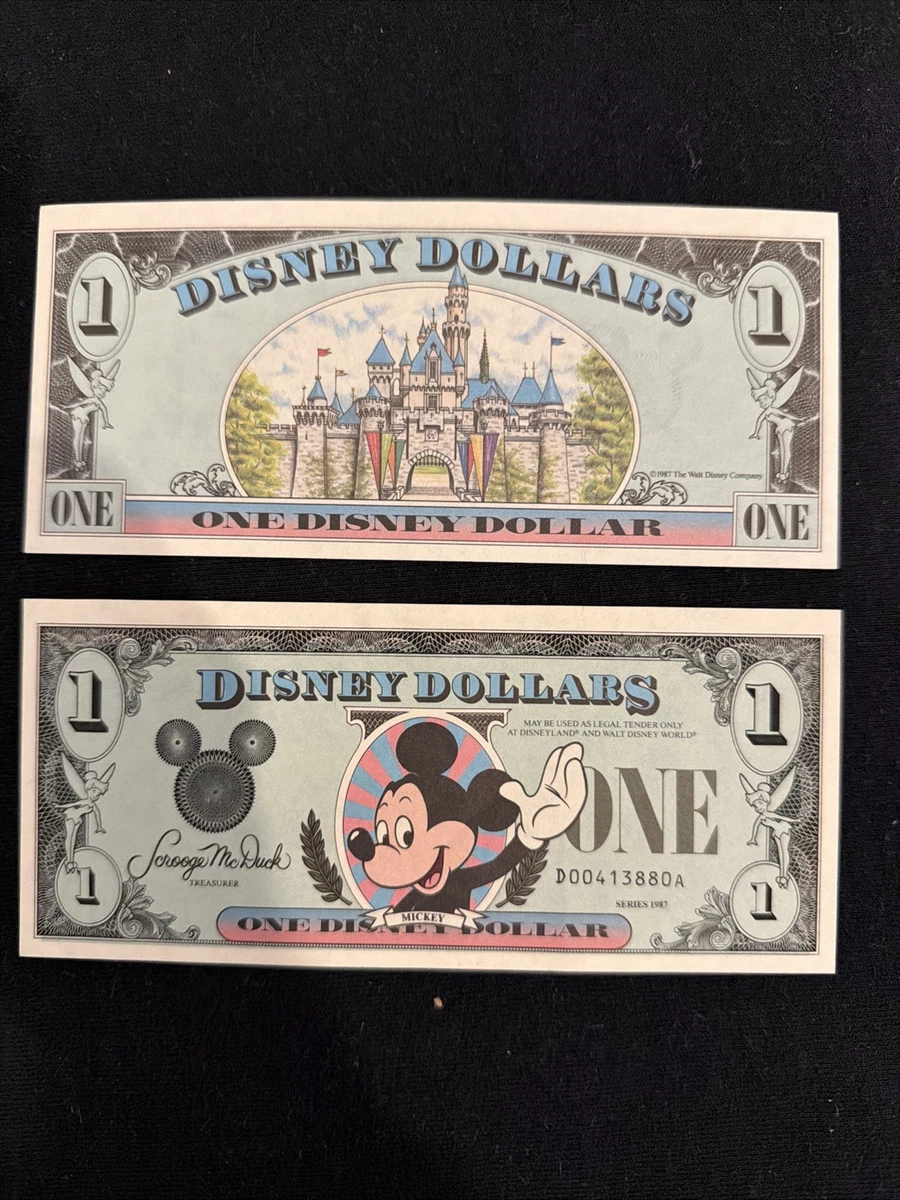 DISNEY DOLLARS
1
1
©1987 The Walt Disney Company
ONE
ONE DISNEY DOLLAR
ONE
DISNEY DOLLARS
1
1
MAY BE USED AS LEGAL TENDER ONLY
AT DISNEYLAND® AND WALT DISNEY WORLD®
ONE
Scrooge McDuck
TREASURER
D00413880A
1
1
SERIES 1987
MICKEY
ONE DISNEY DOLLAR